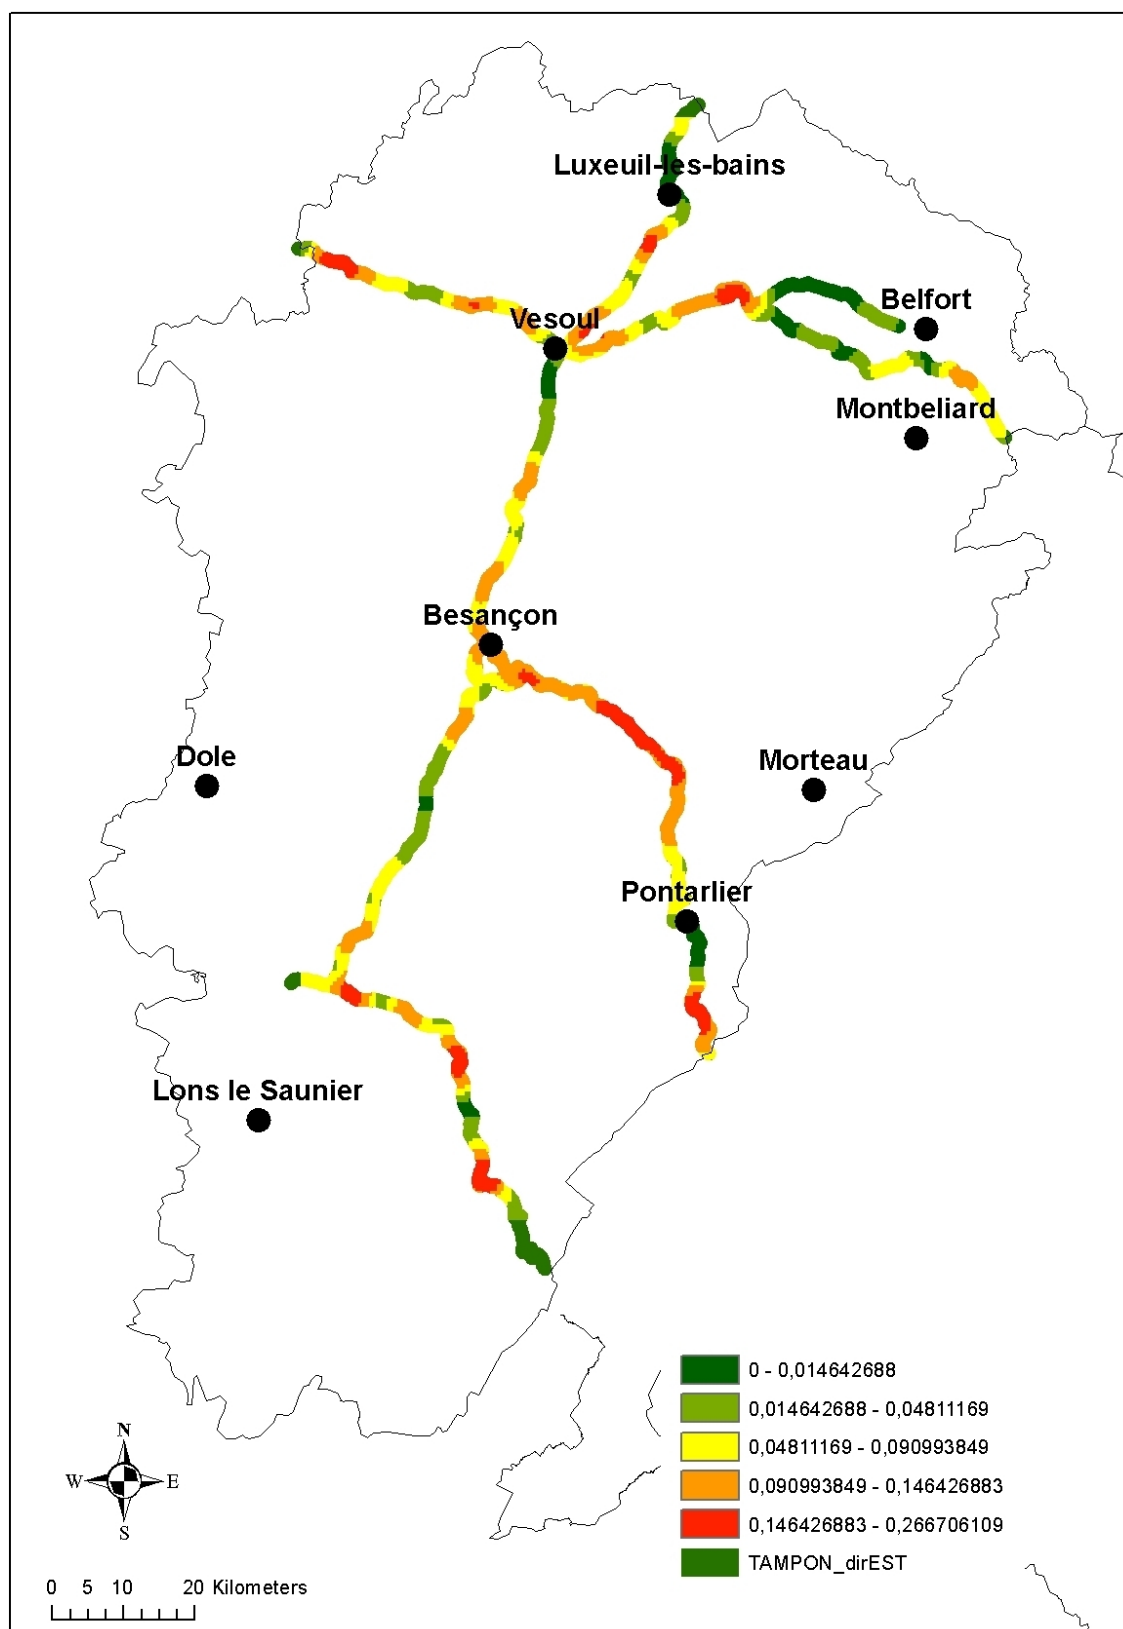 Luxeuil-les-bains
Belfort
Vesoul
Montbeliard
Besançon
Dole
Morteau
Pontarlier
Lons le Saunier
0 - 0,014642688
0,014642688 - 0,04811169
0,04811169 - 0,090993849
0,090993849 - 0,146426883
0,146426883 - 0,266706109
TAMPON_dirEST
N
W E
S
0 5 10 20 Kilometers